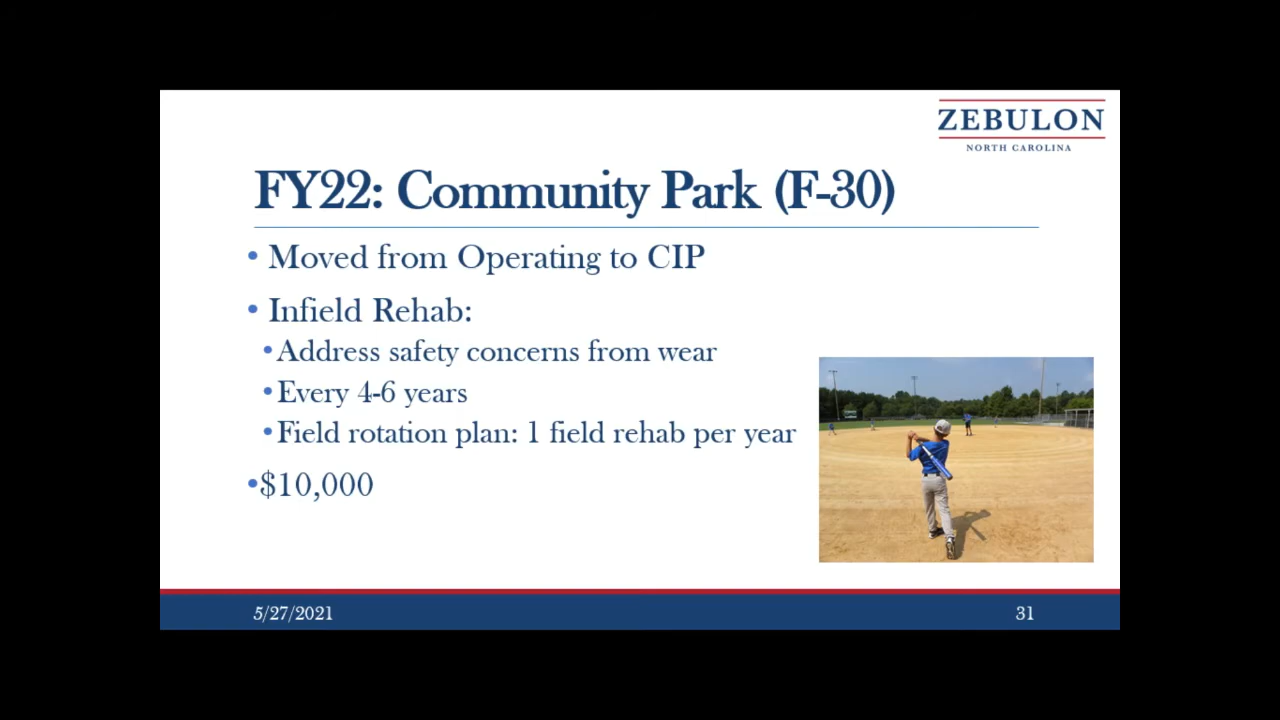 ZEBULON
NORTH CAROLINA
FY22: Community Park (F-30)
• Moved from Operating to CIP
• Infield Rehab:
• Address safety concerns from wear
• Every 4-6 years
• Field rotation plan: 1 field rehab per year
• $10,000
5/27/2021
31